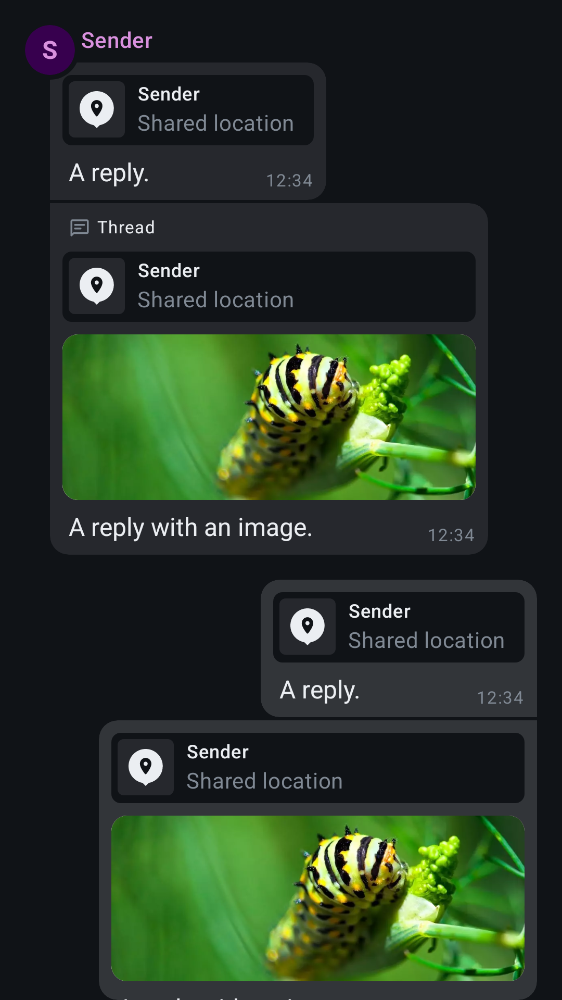 S
Sender
Sender
Shared location
A reply.
12:34
Thread
Sender
Shared location
A reply with an image.
12:34
Sender
Shared location
A reply.
12:34
Sender
Shared location